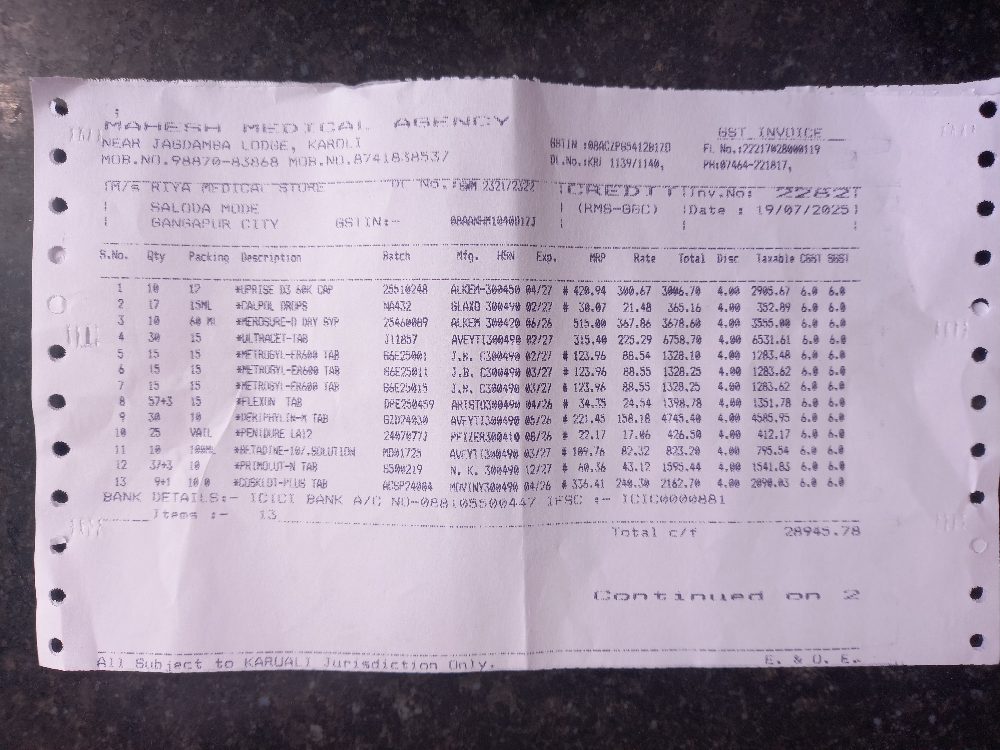 MAHESH MEDICAL AGENCY
GST INVOICE
NEAR JAGDAMBA LODGE, KAROLI
MOB.NO.98870-83868 MOB.NO.8741838537
PH:07464-221817,
M/s RIYA MEDICAL STORE DL No.: CREDIT Inv.No: 2262
SALODA MODE (RMS-GGC) Date : 19/07/2025
GANGAPUR CITY GSTIN:-
S.No. Qty Packing Description Batch Mfg. HSN Exp. MRP Rate Total Disc Taxable CGST SGST
1 10 12 *UPRISE D3 60K CAP 25510248 ALKEM 300450 04/27 # 420.94 300.67 3006.70 4.00 2905.67 6.0 6.0
2 17 15ML *CALPOL DROPS NA432 GLAXO 300490 02/27 # 30.07 21.48 365.16 4.00 352.89 6.0 6.0
3 10 60 Ml *MEROSURE-O DRY SYP ALKEM 300420 06/26 515.00 367.86 3678.60 4.00 3555.00 6.0 6.0
4 30 15 *ULTRACET-TAB AVEYTI 300490 02/27 315.40 225.29 6758.70 4.00 6531.61 6.0 6.0
5 15 15 *METROGYL-ER600 TAB J.B. C300490 02/27 # 123.96 88.54 1328.10 4.00 1283.48 6.0 6.0
6 15 15 *METROGYL-ER600 TAB J.B. C300490 03/27 # 123.96 88.55 1328.25 4.00 1283.62 6.0 6.0
7 15 15 *METROGYL-ER600 TAB J.B. C300490 03/27 # 123.96 88.55 1328.25 4.00 1283.62 6.0 6.0
8 57+3 15 *FLEXON TAB DPE250459 ARISTO300490 04/26 # 34.35 24.54 1398.78 4.00 1351.78 6.0 6.0
9 30 10 *DERIPHYLIN-M TAB AVEYTI300490 05/26 # 221.45 158.18 4745.40 4.00 4585.95 6.0 6.0
10 25 VAIL *PENIDURE LA12 PFIZER300410 08/26 # 22.17 17.06 426.50 4.00 412.17 6.0 6.0
11 10 100ML *BETADINE-10/.SOLUTION MD01725 AVEYTI300490 03/27 # 109.76 82.32 823.20 4.00 795.54 6.0 6.0
12 37+3 10 *PRIMOLUT-N TAB N. K. 300490 12/27 # 60.36 43.12 1595.44 4.00 1541.83 6.0 6.0
13 9+1 *COSKLOT-PLUS TAB ACSP24004 MOVINY300490 04/26 # 336.41 240.30 2162.70 4.00 2090.03 6.0 6.0
BANK DETAILS:- ICICI BANK A/C NO-088105500447 IFSC :- ICIC0000881
Items :- 13
Total c/f 28945.78
Continued on 2
All Subject to KARUALI Jurisdiction Only.
E. & O. E.